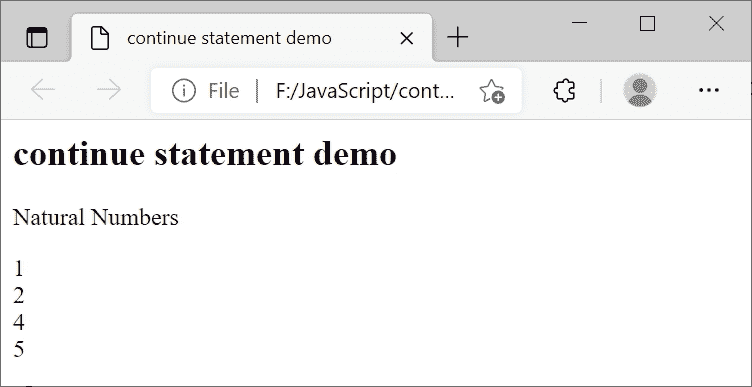 continue statement demo
File | F:/JavaScript/cont...
continue statement demo
Natural Numbers
1
2
4
5